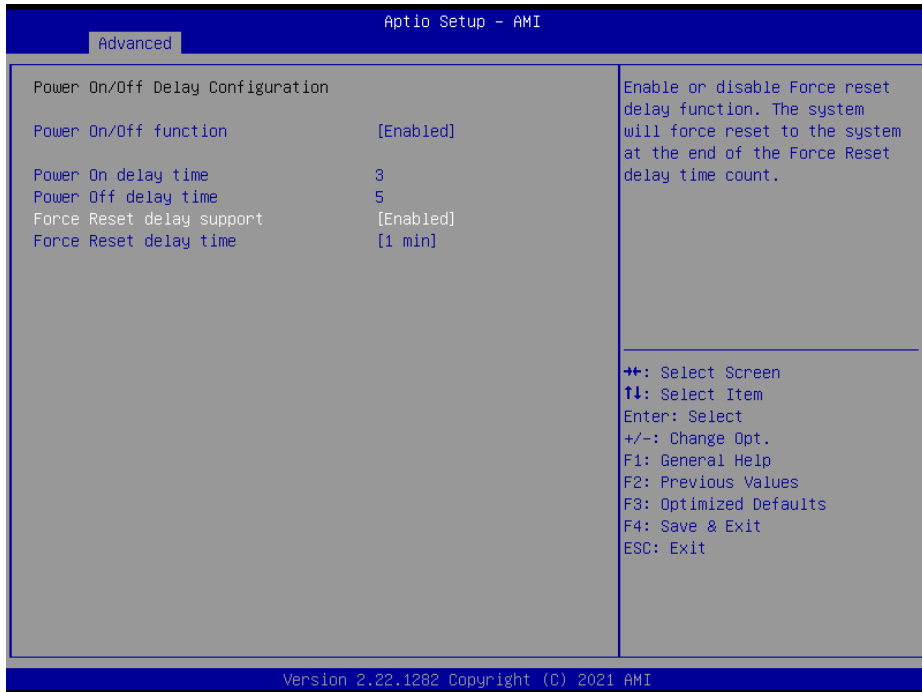 Aptio Setup – AMI
Advanced
Power On/Off Delay Configuration
Power On/Off function [Enabled]
Power On delay time 3
Power Off delay time 5
Force Reset delay support [Enabled]
Force Reset delay time [1 min]
Enable or disable Force reset
delay function. The system
will force reset to the system
at the end of the Force Reset
delay time count.
→←: Select Screen
↑↓: Select Item
Enter: Select
+/-: Change Opt.
F1: General Help
F2: Previous Values
F3: Optimized Defaults
F4: Save & Exit
ESC: Exit
Version 2.22.1282 Copyright (C) 2021 AMI